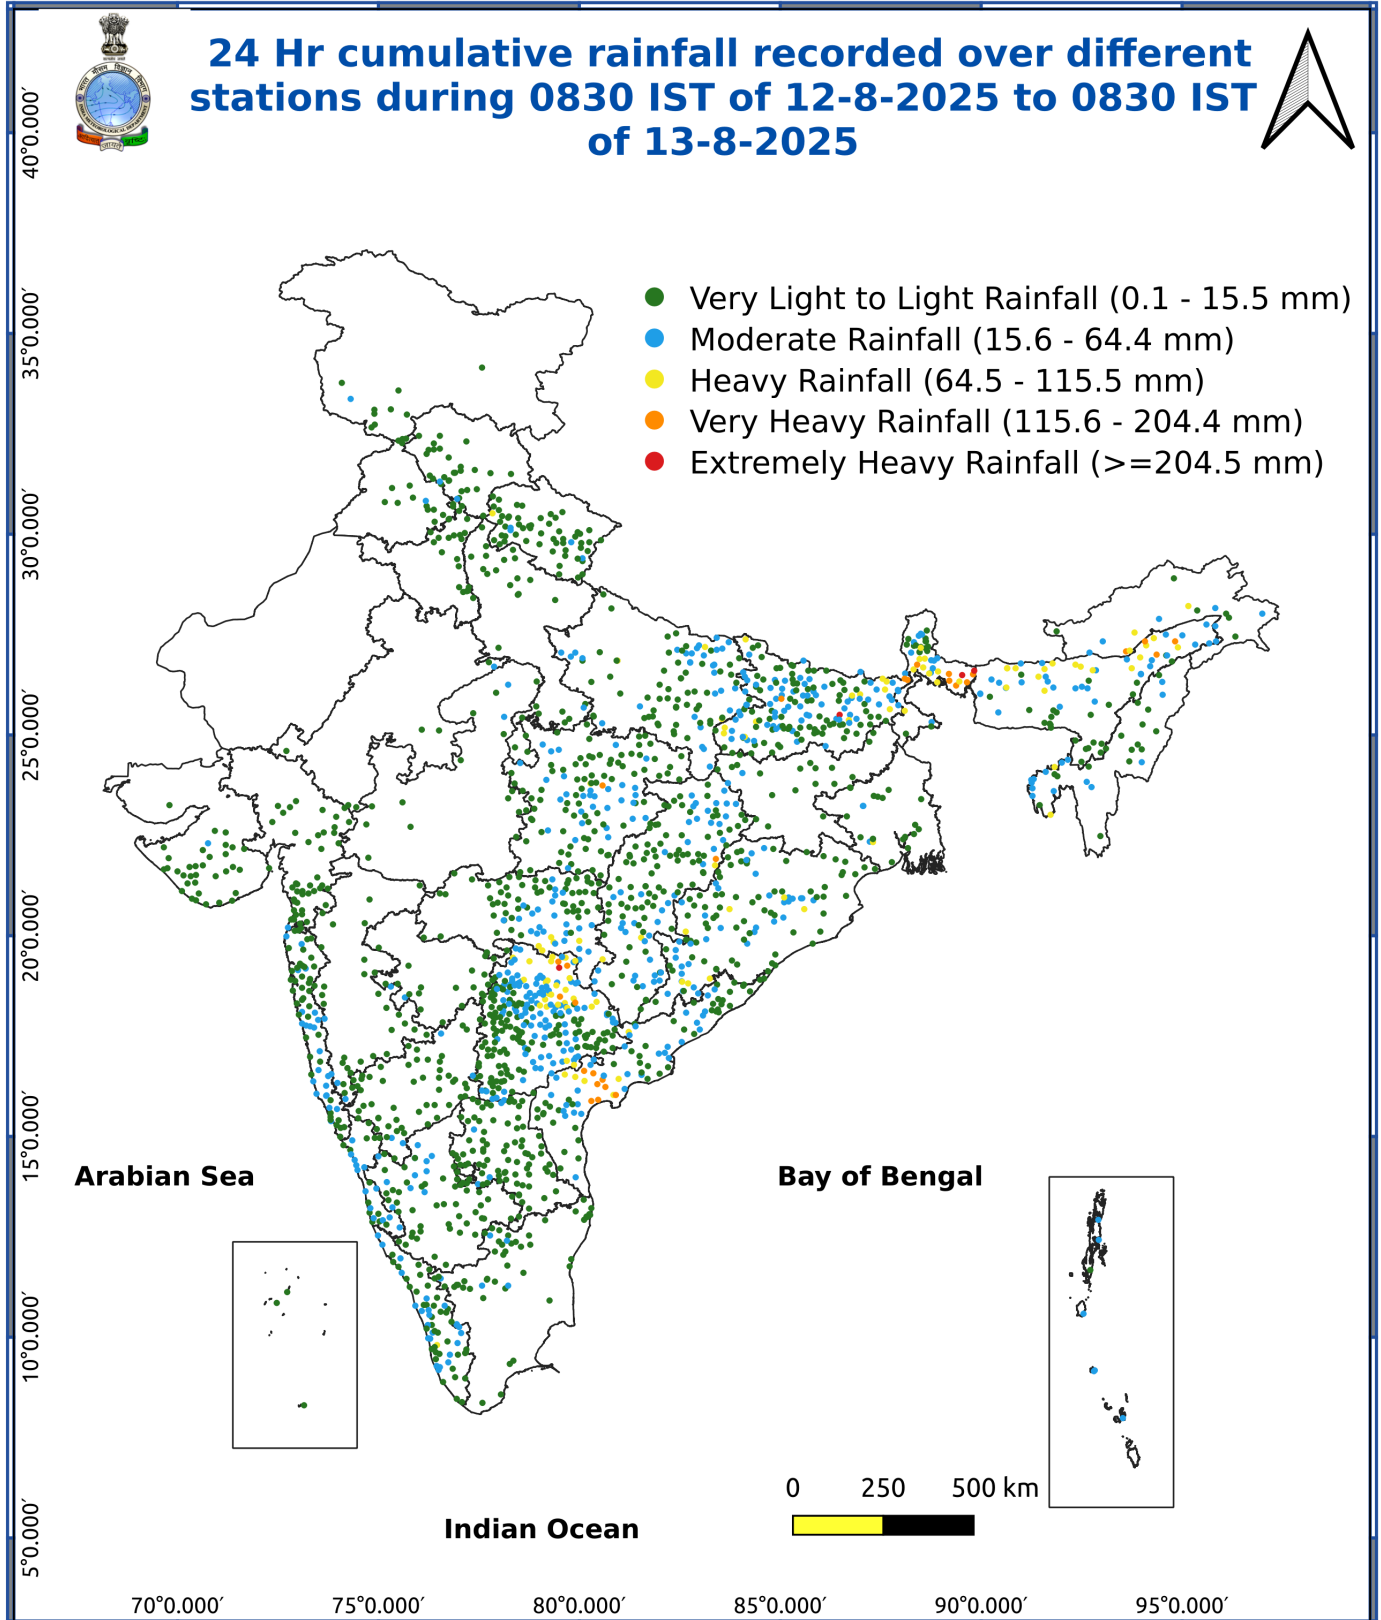 24 Hr cumulative rainfall recorded over different
stations during 0830 IST of 12-8-2025 to 0830 IST
of 13-8-2025
Very Light to Light Rainfall (0.1 - 15.5 mm)
Moderate Rainfall (15.6 - 64.4 mm)
Heavy Rainfall (64.5 - 115.5 mm)
Very Heavy Rainfall (115.6 - 204.4 mm)
Extremely Heavy Rainfall (>=204.5 mm)
40°0.000′
35°0.000′
30°0.000′
25°0.000′
20°0.000′
15°0.000′
10°0.000′
5°0.000′
Arabian Sea
Bay of Bengal
Indian Ocean
0 250 500 km
70°0.000′ 75°0.000′ 80°0.000′ 85°0.000′ 90°0.000′ 95°0.000′